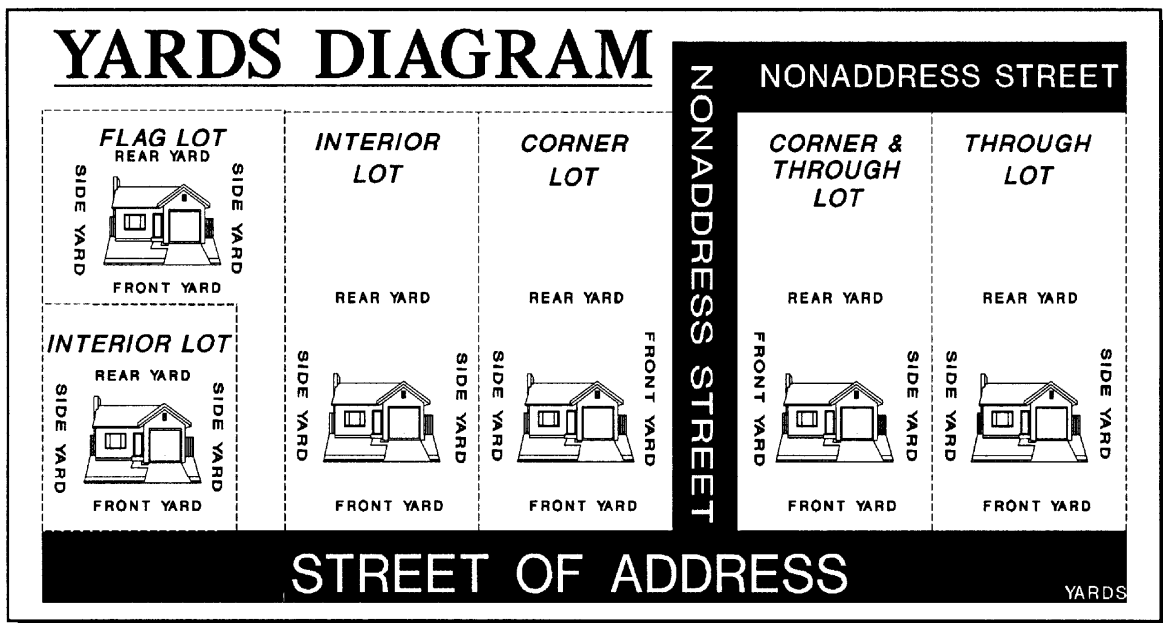 YARDS DIAGRAM
NONADDRESS STREET
NONADDRESS STREET
FLAG LOT
REAR YARD
SIDE YARD
SIDE YARD
FRONT YARD
INTERIOR LOT
REAR YARD
SIDE YARD
SIDE YARD
FRONT YARD
INTERIOR
LOT
REAR YARD
SIDE YARD
SIDE YARD
FRONT YARD
CORNER
LOT
REAR YARD
SIDE YARD
FRONT YARD
FRONT YARD
CORNER &
THROUGH
LOT
REAR YARD
FRONT YARD
SIDE YARD
FRONT YARD
THROUGH
LOT
REAR YARD
SIDE YARD
SIDE YARD
FRONT YARD
STREET OF ADDRESS
YARDS